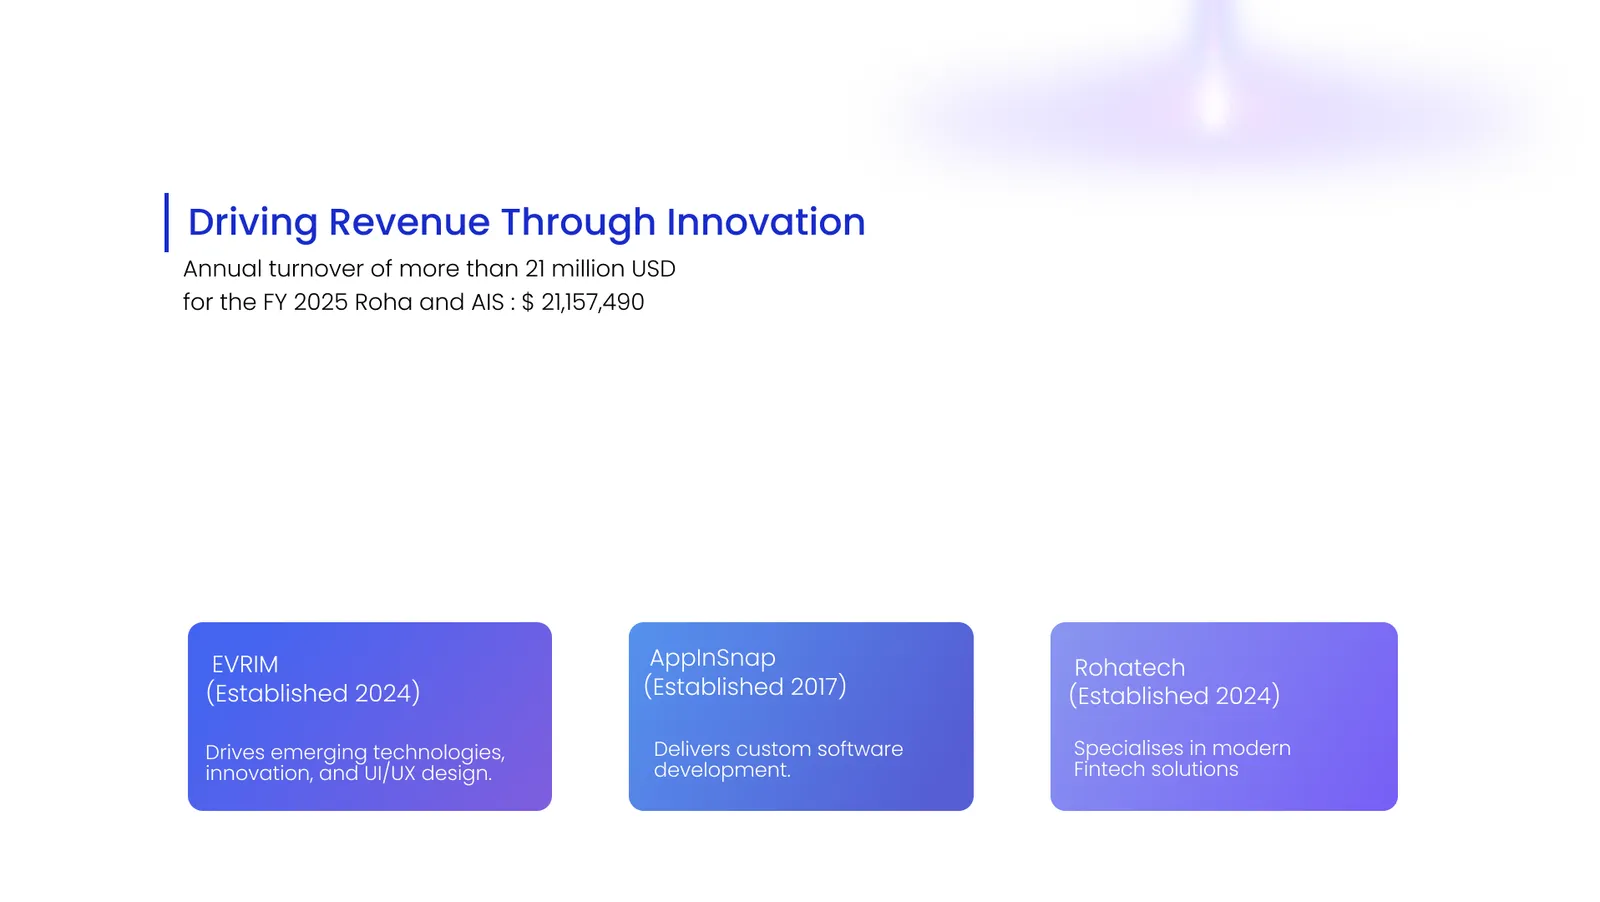 Driving Revenue Through Innovation
Annual turnover of more than 21 million USD
for the FY 2025 Roha and AIS : $ 21,157,490
EVRIM
(Established 2024)
Drives emerging technologies,
innovation, and UI/UX design.
AppInSnap
(Established 2017)
Delivers custom software
development.
Rohatech
(Established 2024)
Specialises in modern
Fintech solutions